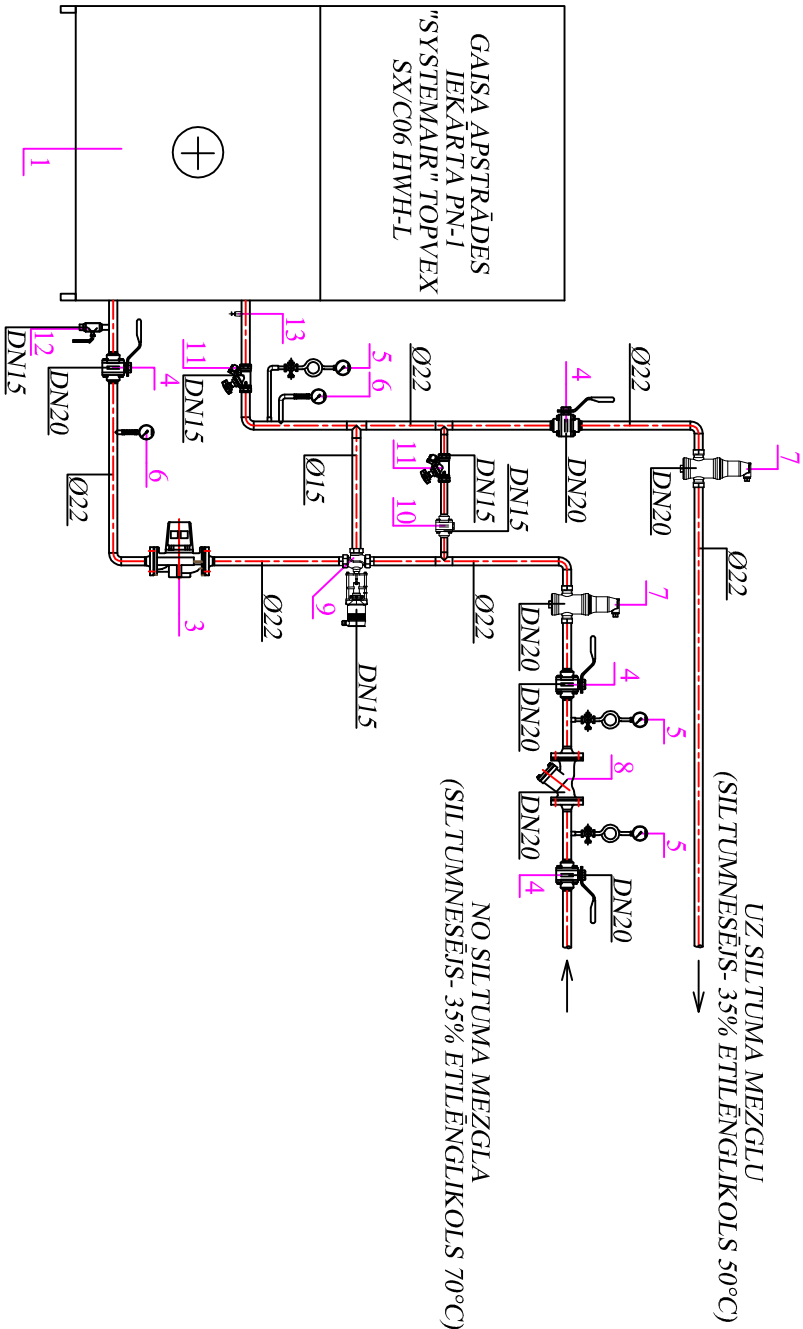 GAISA APSTRĀDES
IEKĀRTA PN-1
"SYSTEMAIR" TOPVEX
SX/C06 HWH-L
1
UZ SILTUMA MEZGLU
(SILTUMNESĒJS- 35% ETILĒNGLIKOLS 50°C)
NO SILTUMA MEZGLA
(SILTUMNESĒJS- 35% ETILĒNGLIKOLS 70°C)
7
DN20
Ø22
Ø22
4
DN20
Ø22
5
6
13
11
DN15
12
DN15
4
DN20
6
Ø22
3
Ø22
Ø15
9
DN15
11
DN15
10
DN15
Ø22
7
DN20
4
DN20
5
8
DN20
5
4
DN20